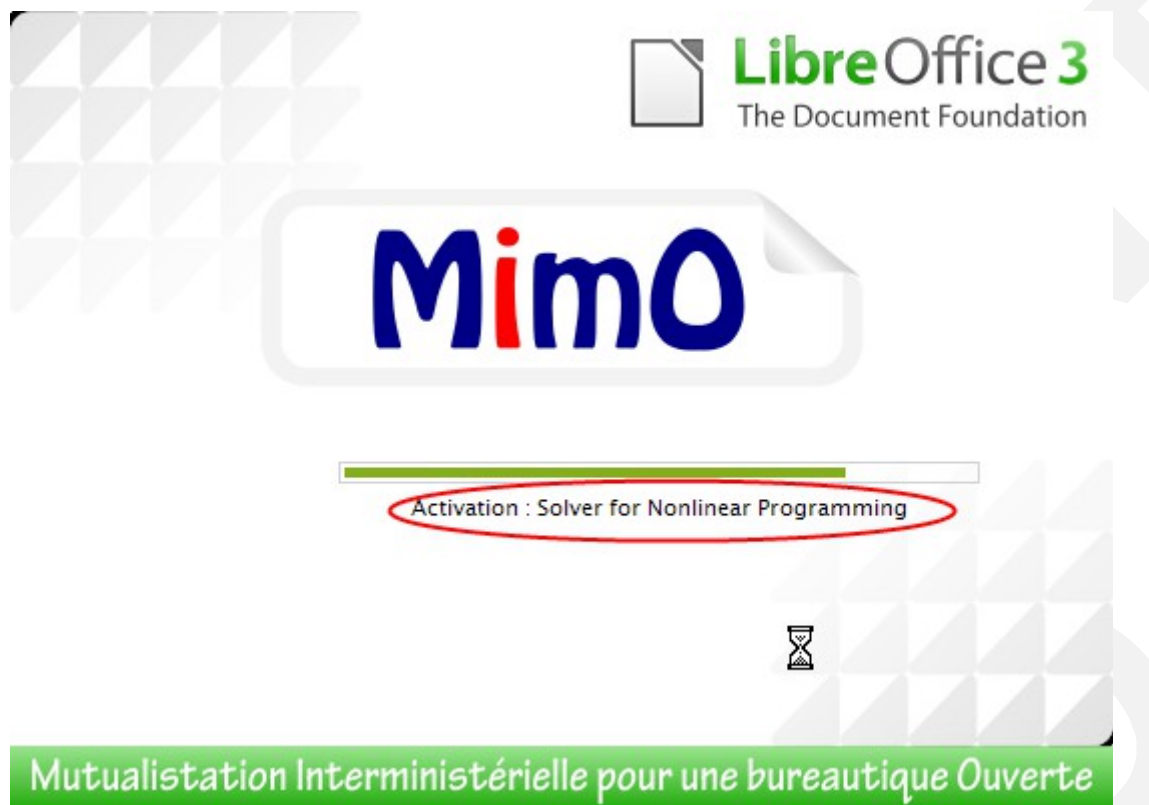 LibreOffice 3
The Document Foundation
MimO
Activation : Solver for Nonlinear Programming
Mutualistation Interministérielle pour une bureautique Ouverte